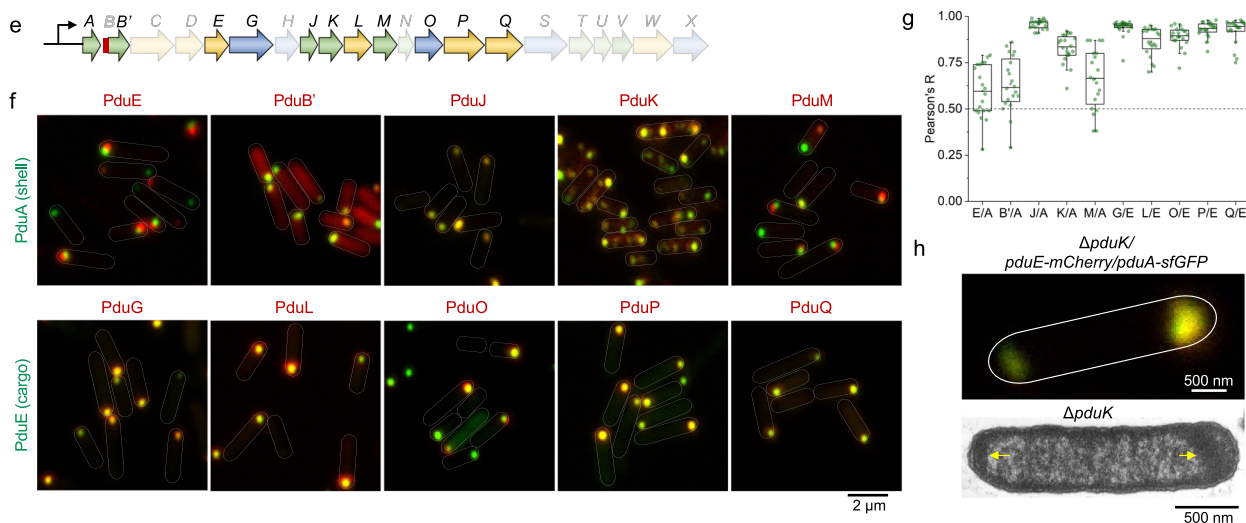 e
A B B' C D E G H J K L M N O P Q S T U V W X
f
PduE PduB' PduJ PduK PduM
PduA (shell)
PduG PduL PduO PduP PduQ
PduE (cargo)
2 µm
g
Pearson's R
1.00
0.75
0.50
0.25
0.00
E/A B'/A J/A K/A M/A G/E L/E O/E P/E Q/E
h
ΔpduK/
pduE-mCherry/pduA-sfGFP
500 nm
ΔpduK
500 nm